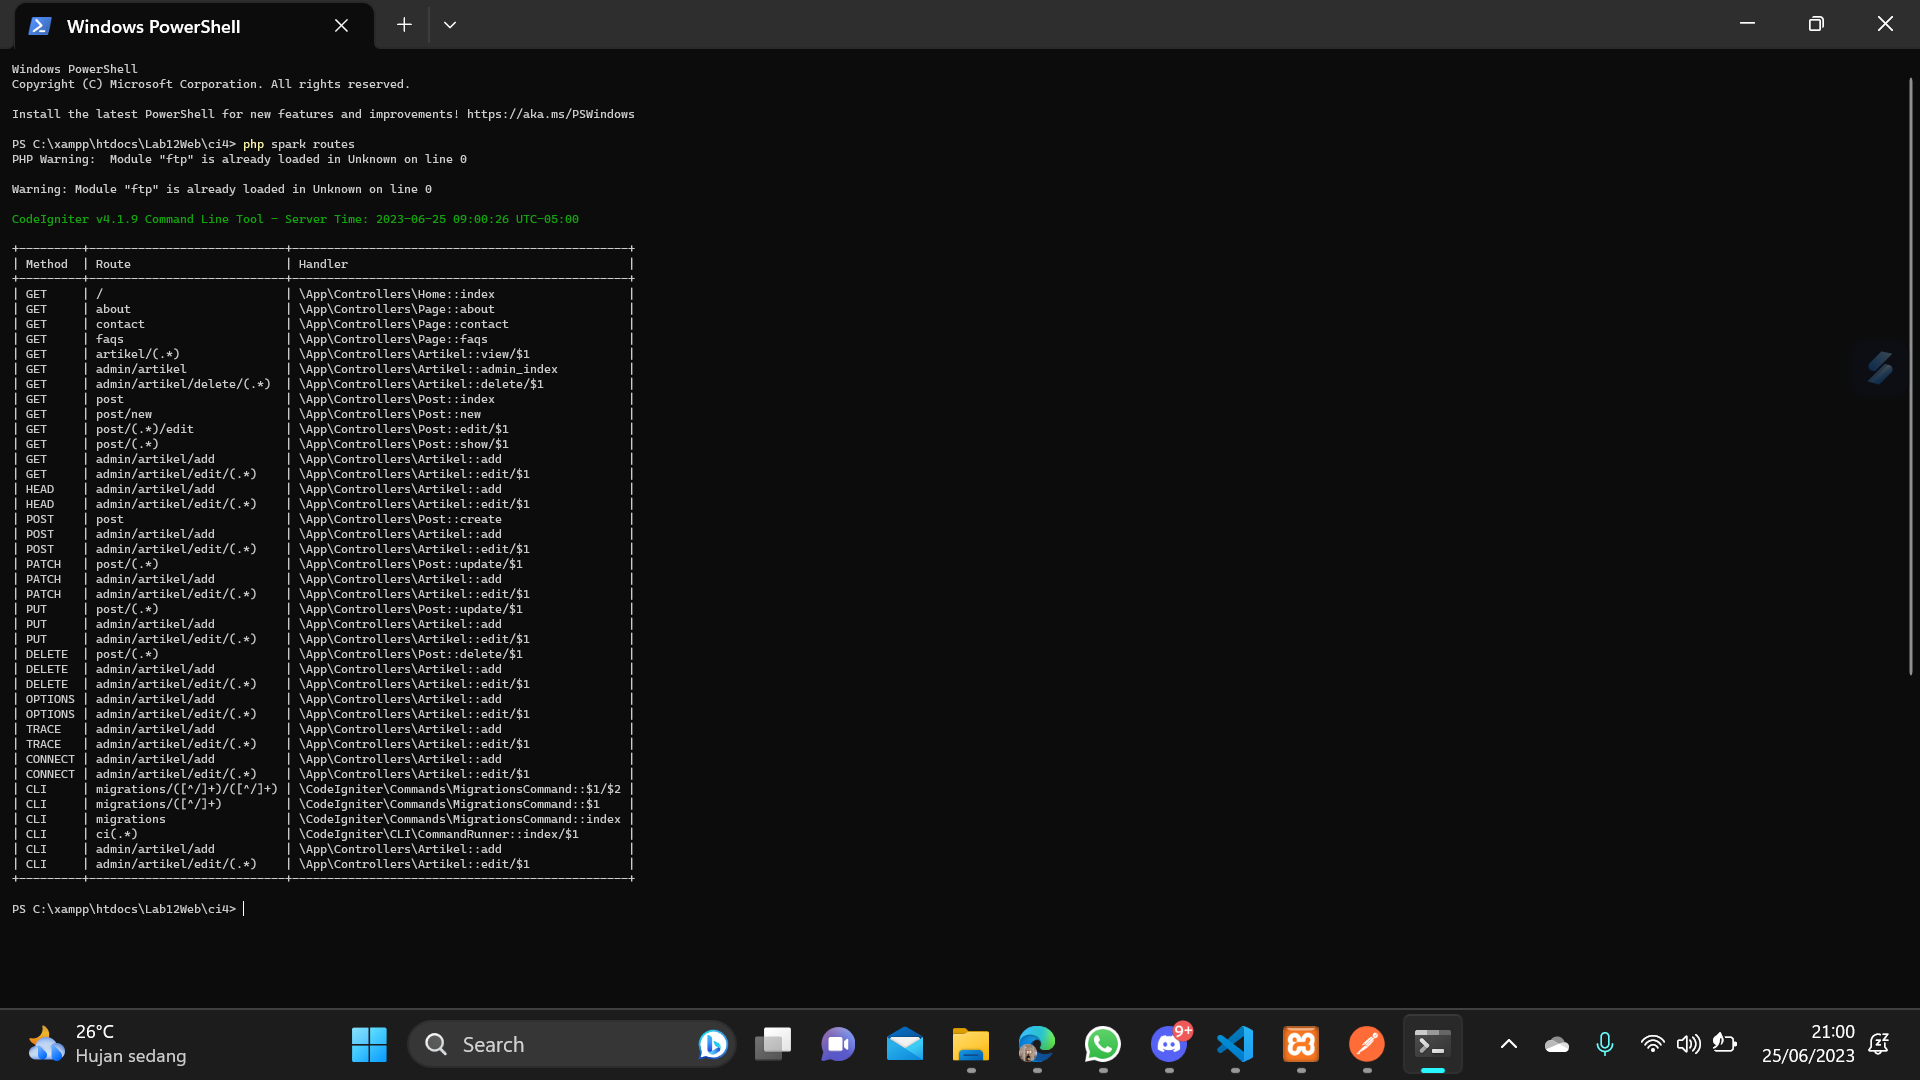 Windows PowerShell
Windows PowerShell
Copyright (C) Microsoft Corporation. All rights reserved.
Install the latest PowerShell for new features and improvements! https://aka.ms/PSWindows
PS C:\xampp\htdocs\Lab12Web\ci4> php spark routes
PHP Warning:  Module "ftp" is already loaded in Unknown on line 0
Warning: Module "ftp" is already loaded in Unknown on line 0
CodeIgniter v4.1.9 Command Line Tool - Server Time: 2023-06-25 09:00:26 UTC-05:00
+---------+----------------------------+------------------------------------------------+
| Method  | Route                      | Handler                                        |
+---------+----------------------------+------------------------------------------------+
| GET     | /                          | \App\Controllers\Home::index                   |
| GET     | about                      | \App\Controllers\Page::about                   |
| GET     | contact                    | \App\Controllers\Page::contact                 |
| GET     | faqs                       | \App\Controllers\Page::faqs                    |
| GET     | artikel/(.*)               | \App\Controllers\Artikel::view/$1              |
| GET     | admin/artikel              | \App\Controllers\Artikel::admin_index          |
| GET     | admin/artikel/delete/(.*)  | \App\Controllers\Artikel::delete/$1            |
| GET     | post                       | \App\Controllers\Post::index                   |
| GET     | post/new                   | \App\Controllers\Post::new                     |
| GET     | post/(.*)/edit             | \App\Controllers\Post::edit/$1                 |
| GET     | post/(.*)                  | \App\Controllers\Post::show/$1                 |
| GET     | admin/artikel/add          | \App\Controllers\Artikel::add                  |
| GET     | admin/artikel/edit/(.*)    | \App\Controllers\Artikel::edit/$1              |
| HEAD    | admin/artikel/add          | \App\Controllers\Artikel::add                  |
| HEAD    | admin/artikel/edit/(.*)    | \App\Controllers\Artikel::edit/$1              |
| POST    | post                       | \App\Controllers\Post::create                  |
| POST    | admin/artikel/add          | \App\Controllers\Artikel::add                  |
| POST    | admin/artikel/edit/(.*)    | \App\Controllers\Artikel::edit/$1              |
| PATCH   | post/(.*)                  | \App\Controllers\Post::update/$1               |
| PATCH   | admin/artikel/add          | \App\Controllers\Artikel::add                  |
| PATCH   | admin/artikel/edit/(.*)    | \App\Controllers\Artikel::edit/$1              |
| PUT     | post/(.*)                  | \App\Controllers\Post::update/$1               |
| PUT     | admin/artikel/add          | \App\Controllers\Artikel::add                  |
| PUT     | admin/artikel/edit/(.*)    | \App\Controllers\Artikel::edit/$1              |
| DELETE  | post/(.*)                  | \App\Controllers\Post::delete/$1               |
| DELETE  | admin/artikel/add          | \App\Controllers\Artikel::add                  |
| DELETE  | admin/artikel/edit/(.*)    | \App\Controllers\Artikel::edit/$1              |
| OPTIONS | admin/artikel/add          | \App\Controllers\Artikel::add                  |
| OPTIONS | admin/artikel/edit/(.*)    | \App\Controllers\Artikel::edit/$1              |
| TRACE   | admin/artikel/add          | \App\Controllers\Artikel::add                  |
| TRACE   | admin/artikel/edit/(.*)    | \App\Controllers\Artikel::edit/$1              |
| CONNECT | admin/artikel/add          | \App\Controllers\Artikel::add                  |
| CONNECT | admin/artikel/edit/(.*)    | \App\Controllers\Artikel::edit/$1              |
| CLI     | migrations/([^/]+)/([^/]+) | \CodeIgniter\Commands\MigrationsCommand::$1/$2 |
| CLI     | migrations/([^/]+)         | \CodeIgniter\Commands\MigrationsCommand::$1    |
| CLI     | migrations                 | \CodeIgniter\Commands\MigrationsCommand::index |
| CLI     | ci(.*)                     | \CodeIgniter\CLI\CommandRunner::index/$1       |
| CLI     | admin/artikel/add          | \App\Controllers\Artikel::add                  |
| CLI     | admin/artikel/edit/(.*)    | \App\Controllers\Artikel::edit/$1              |
+---------+----------------------------+------------------------------------------------+
PS C:\xampp\htdocs\Lab12Web\ci4>
26°C
Hujan sedang
Search
9+
21:00
25/06/2023